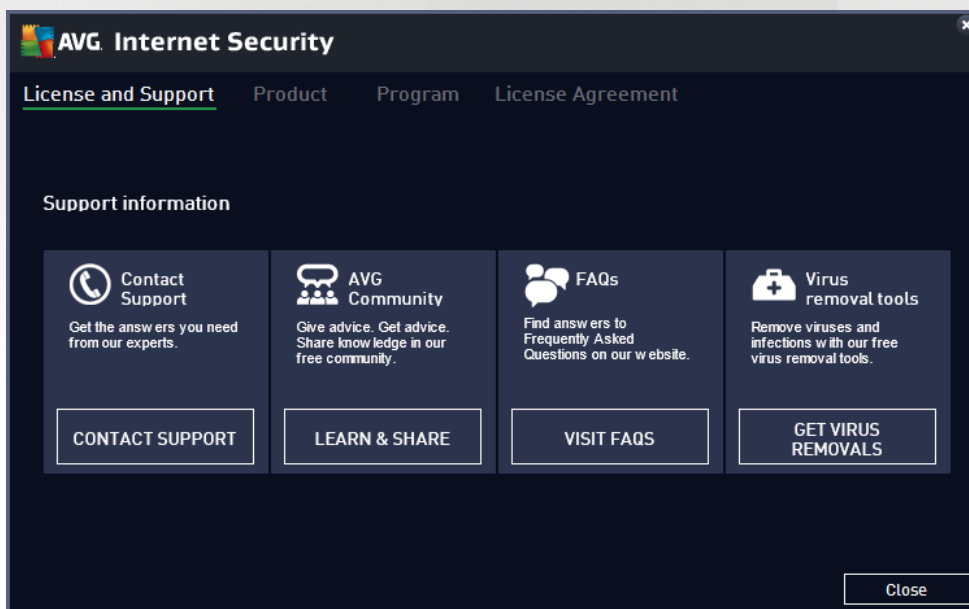 AVG Internet Security
License and Support Product Program License Agreement
Support information
Contact
Support
Get the answers you need
from our experts.
CONTACT SUPPORT
AVG
Community
Give advice. Get advice.
Share knowledge in our
free community.
LEARN & SHARE
FAQs
Find answers to
Frequently Asked
Questions on our website.
VISIT FAQS
Virus
removal tools
Remove viruses and
infections with our free
virus removal tools.
GET VIRUS
REMOVALS
Close